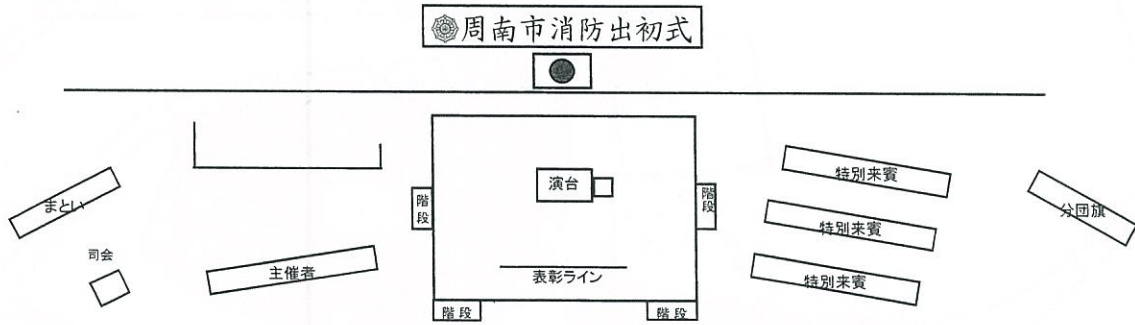 周南市消防出初式
特別来賓
演台
階段
階段
まとい
分団旗
特別来賓
司会
主催者
表彰ライン
特別来賓
階段
階段